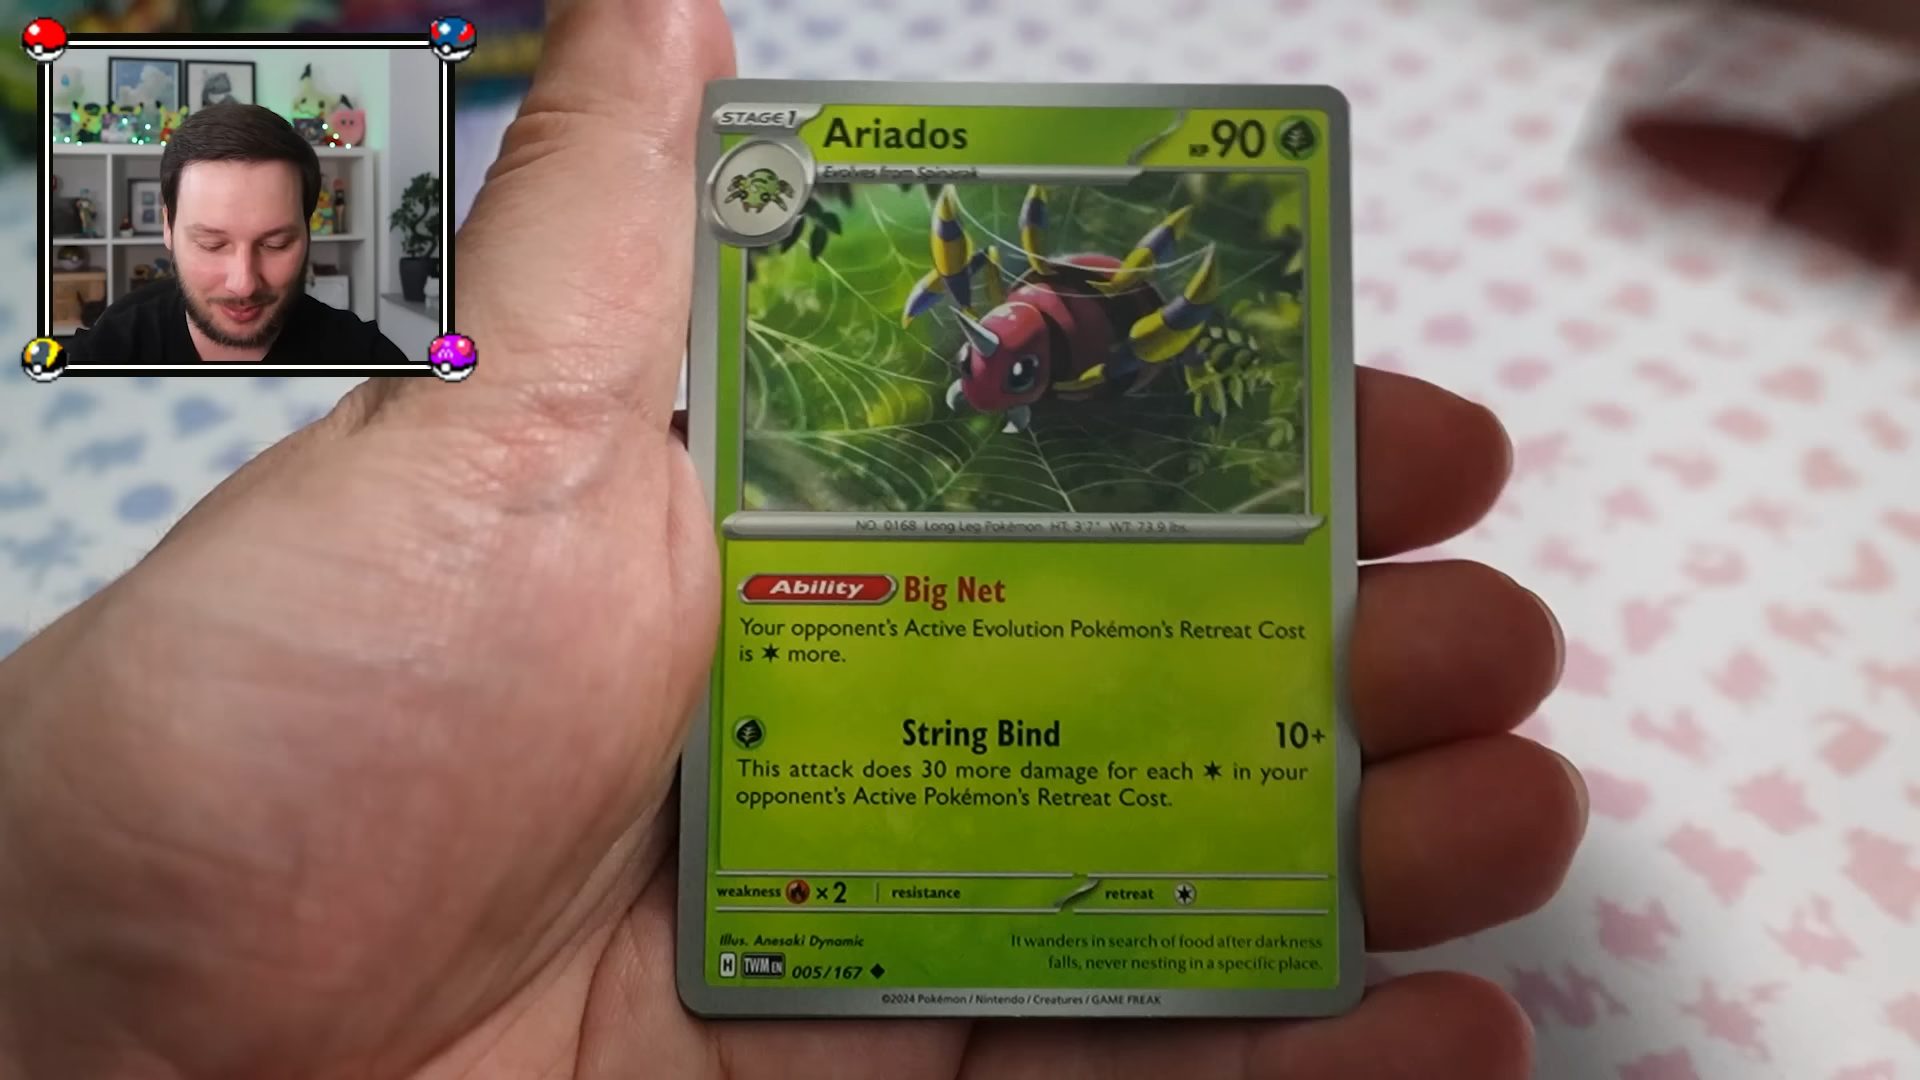 STAGE 1
Ariados
HP 90
Evolves from Spinarak
NO. 0168 Long Leg Pokémon HT: 3'7" WT: 73.9 lbs.
Ability Big Net
Your opponent's Active Evolution Pokémon's Retreat Cost
is more.
String Bind 10+
This attack does 30 more damage for each in your
opponent's Active Pokémon's Retreat Cost.
weakness ×2 resistance retreat
Illus. Anesaki Dynamic
It wanders in search of food after darkness
falls, never nesting in a specific place.
H TWM EN 005/167
©2024 Pokémon / Nintendo / Creatures / GAME FREAK